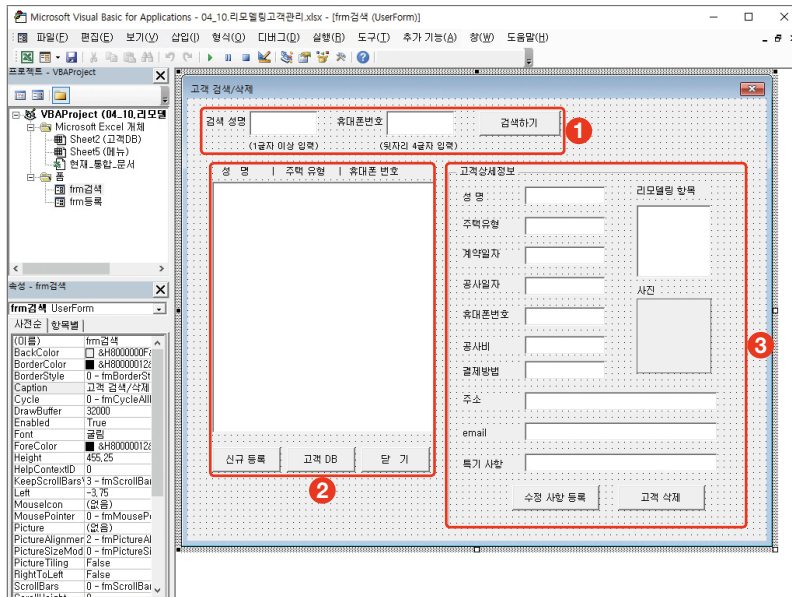 Microsoft Visual Basic for Applications - 04_10.리모델링고객관리.xlsx - [frm검색 (UserForm)]
파일(F) 편집(E) 보기(V) 삽입(I) 형식(O) 디버그(D) 실행(R) 도구(T) 추가 기능(A) 창(W) 도움말(H)
프로젝트 - VBAProject
VBAProject (04_10.리모델
Microsoft Excel 개체
Sheet2 (고객DB)
Sheet5 (메뉴)
현재_통합_문서
폼
frm검색
frm등록
속성 - frm검색
frm검색 UserForm
사전순 항목별
(이름) frm검색
BackColor &H8000000F&
BorderColor &H80000012&
BorderStyle 0 - fmBorderSt
Caption 고객 검색/삭제
Cycle 0 - fmCycleAll
DrawBuffer 32000
Enabled True
Font 굴림
ForeColor &H80000012&
Height 455,25
HelpContextID 0
KeepScrollBars 3 - fmScrollBar
Left -3,75
MouseIcon (없음)
MousePointer 0 - fmMouseP
Picture (없음)
PictureAlignmer 2 - fmPictureAl
PictureSizeMod 0 - fmPictureSi
PictureTiling False
RightToLeft False
ScrollBars 0 - fmScrollBar
ScrollHeight 0
고객 검색/삭제
검색 성명 휴대폰번호 검색하기
(1글자 이상 입력) (뒷자리 4글자 입력)
1
성 명 | 주택 유형 | 휴대폰 번호
신규 등록 고객 DB 닫 기
2
고객상세정보
성 명 리모델링 항목
주택유형
계약일자
공사일자 사진
휴대폰번호
공사비
결제방법
주소
email
특기 사항
수정 사항 등록 고객 삭제
3